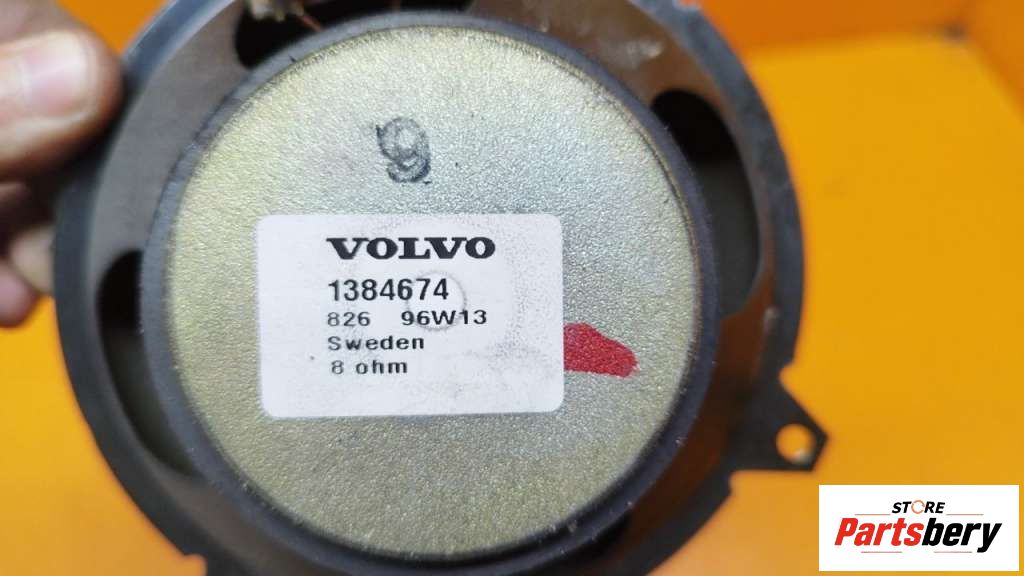 9
VOLVO
1384674
826 96W13
Sweden
8 ohm
STORE
Partsbery